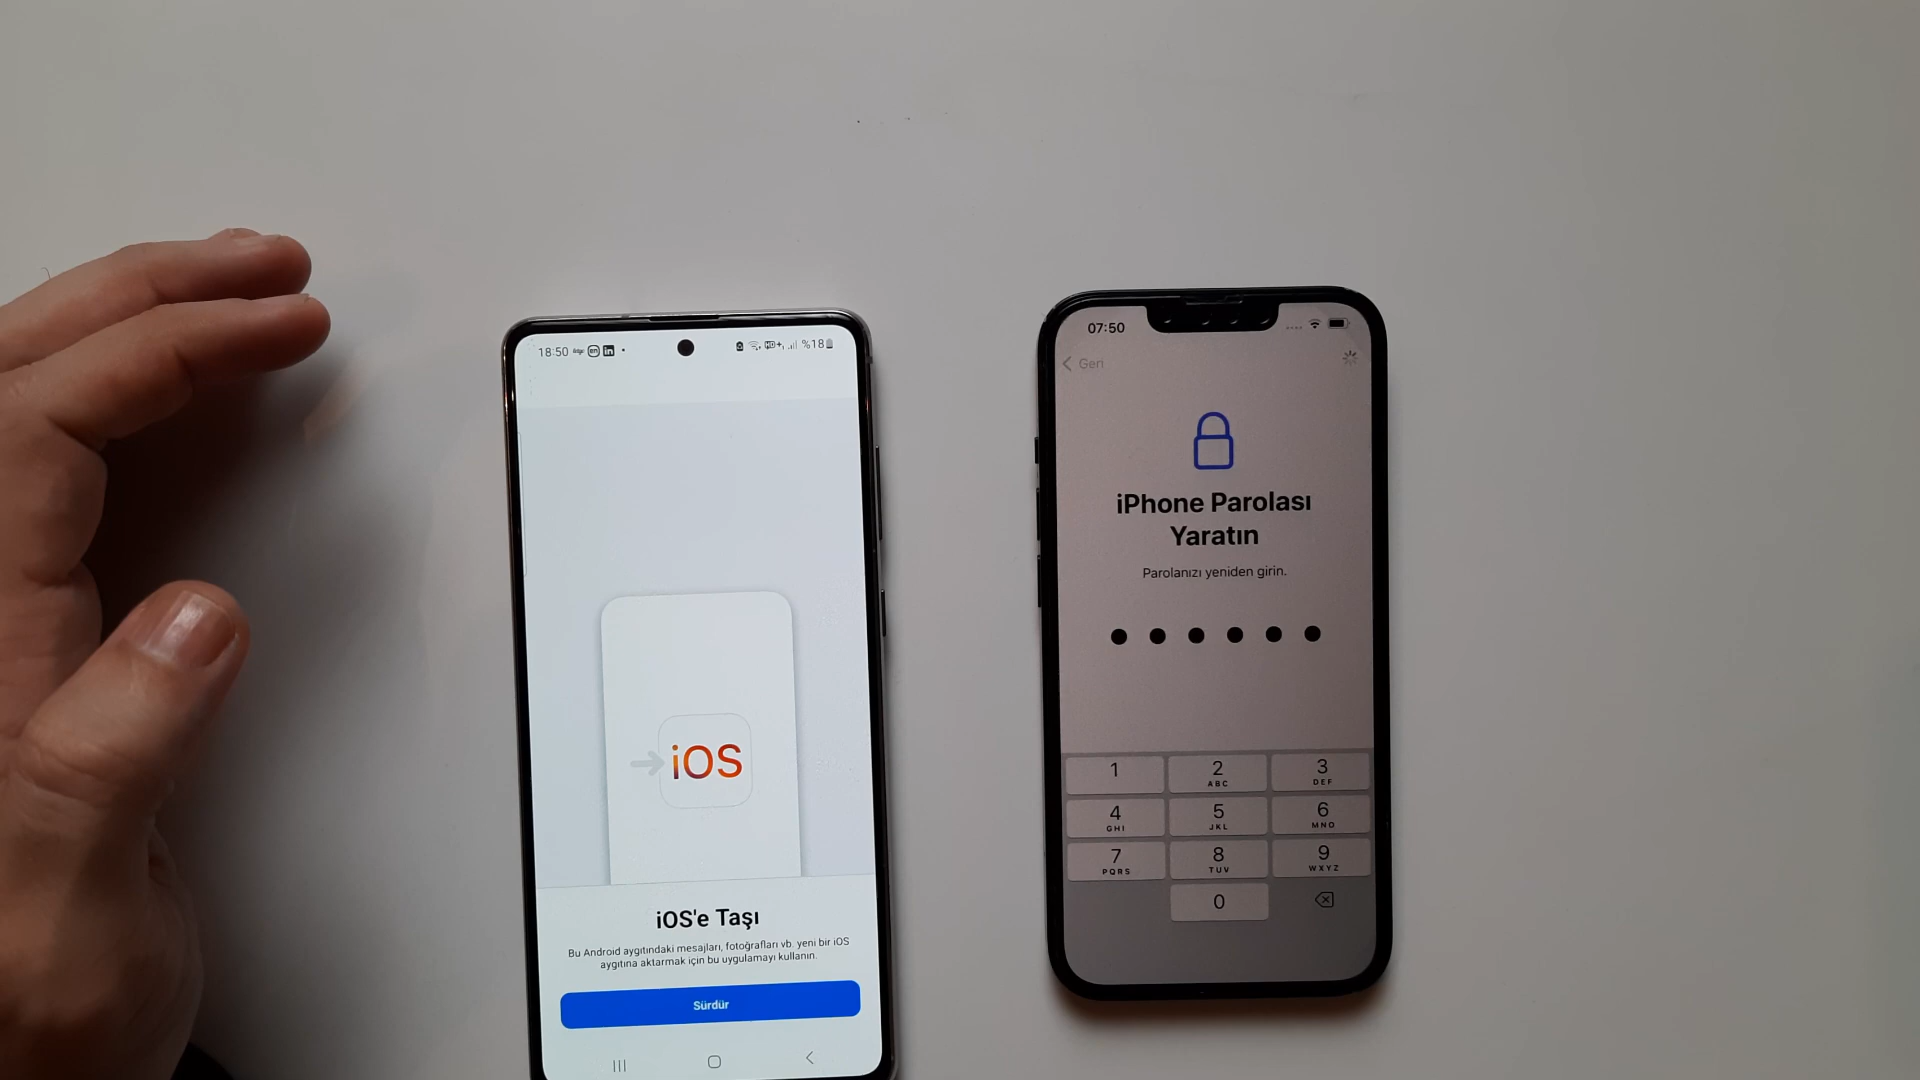 18:50
%18
iOS
iOS'e Taşı
Bu Android aygıtındaki mesajları, fotoğrafları vb. yeni bir iOS
aygıtına aktarmak için bu uygulamayı kullanın.
Sürdür
07:50
Geri
iPhone Parolası
Yaratın
Parolanızı yeniden girin.
1 2 3
ABC DEF
4 5 6
GHI JKL MNO
7 8 9
PQRS TUV WXYZ
0